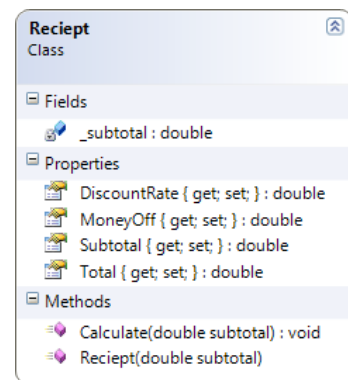 Reciept
Class
Fields
_subtotal : double
Properties
DiscountRate { get; set; } : double
MoneyOff { get; set; } : double
Subtotal { get; set; } : double
Total { get; set; } : double
Methods
Calculate(double subtotal) : void
Reciept(double subtotal)